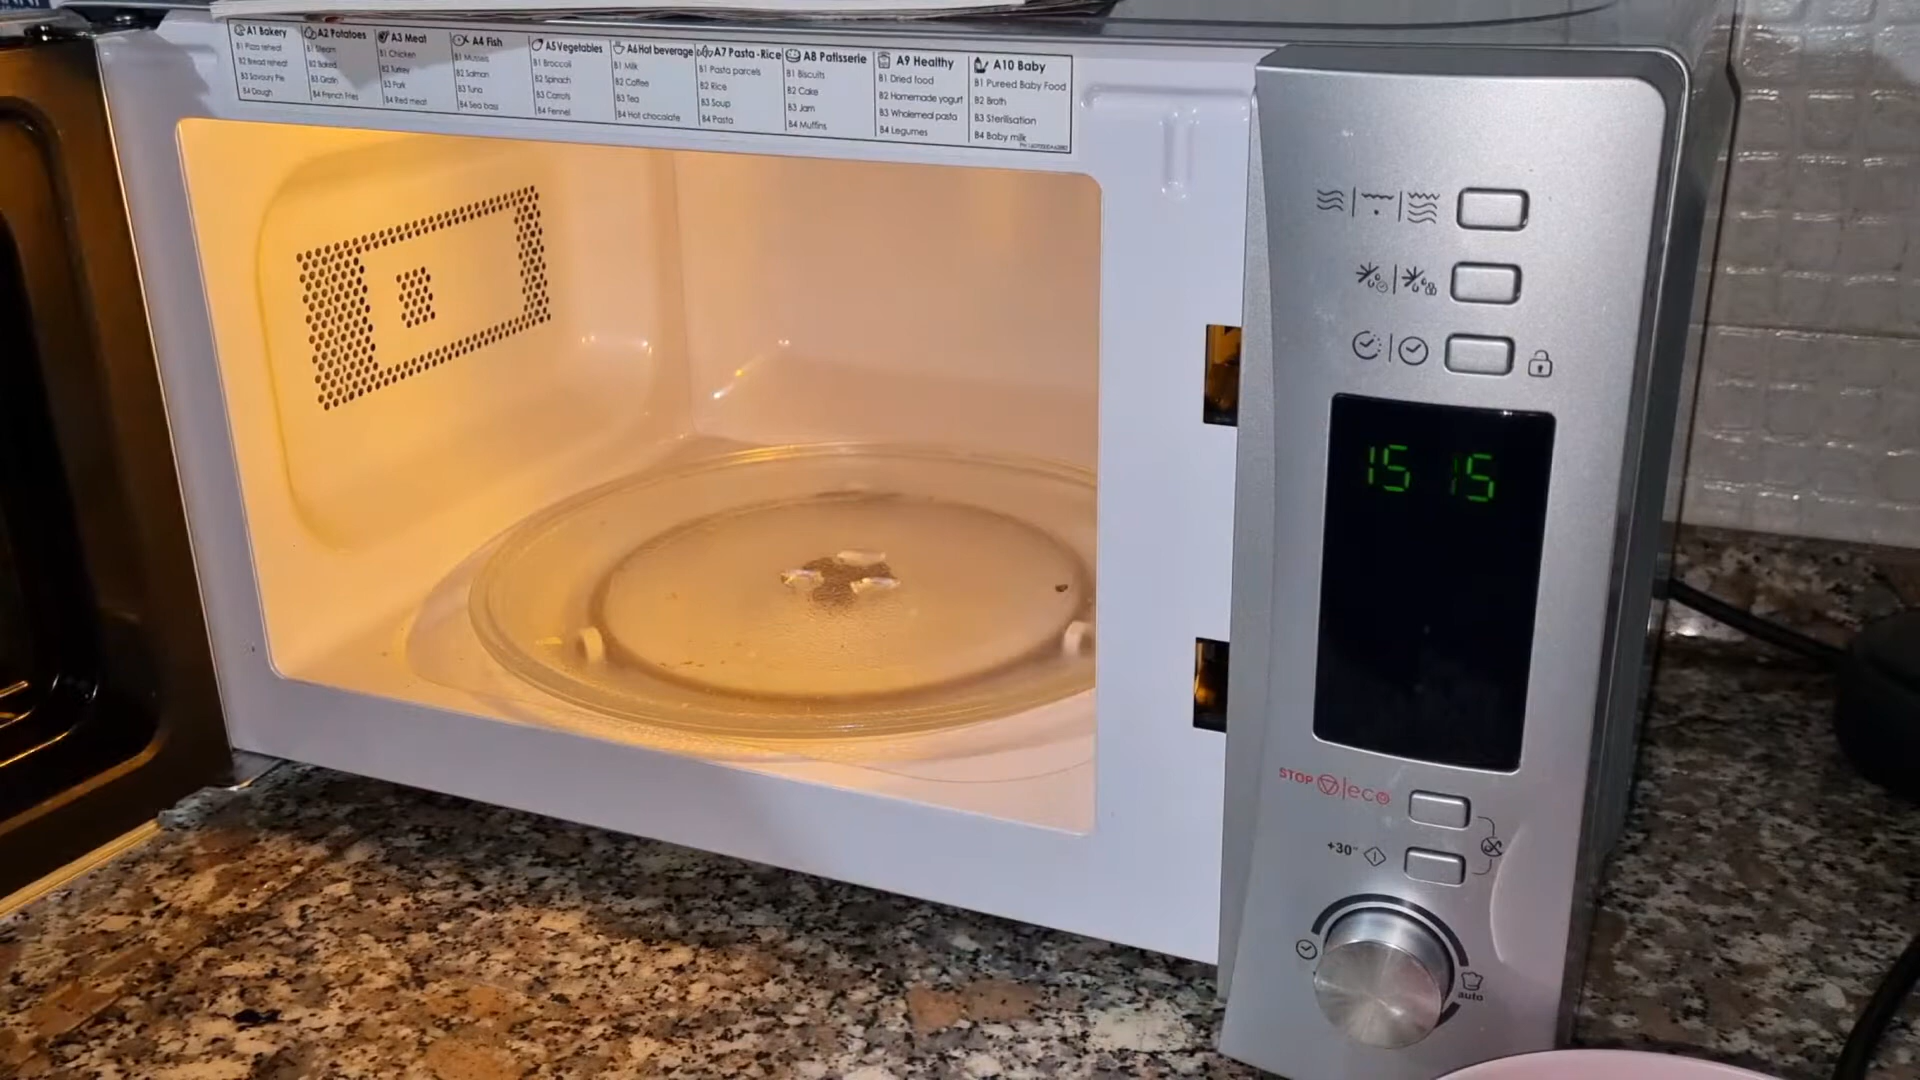 A1 Bakery
B1 Pizza reheat
B2 Bread reheat
B3 Savoury Pie
B4 Dough
A2 Potatoes
B1 Steam
B2 Baked
B3 Gratin
B4 French Fries
A3 Meat
B1 Chicken
B2 Turkey
B3 Pork
B4 Red meat
A4 Fish
B1 Mussels
B2 Salmon
B3 Tuna
B4 Sea bass
A5 Vegetables
B1 Broccoli
B2 Spinach
B3 Carrots
B4 Fennel
A6 Hot beverage
B1 Milk
B2 Coffee
B3 Tea
B4 Hot chocolate
A7 Pasta - Rice
B1 Pasta parcels
B2 Rice
B3 Soup
B4 Pasta
A8 Patisserie
B1 Biscuits
B2 Cake
B3 Jam
B4 Muffins
A9 Healthy
B1 Dried food
B2 Homemade yogurt
B3 Wholemeal pasta
B4 Legumes
A10 Baby
B1 Pureed Baby Food
B2 Broth
B3 Sterilisation
B4 Baby milk
15 15
STOP eco
+30"
auto